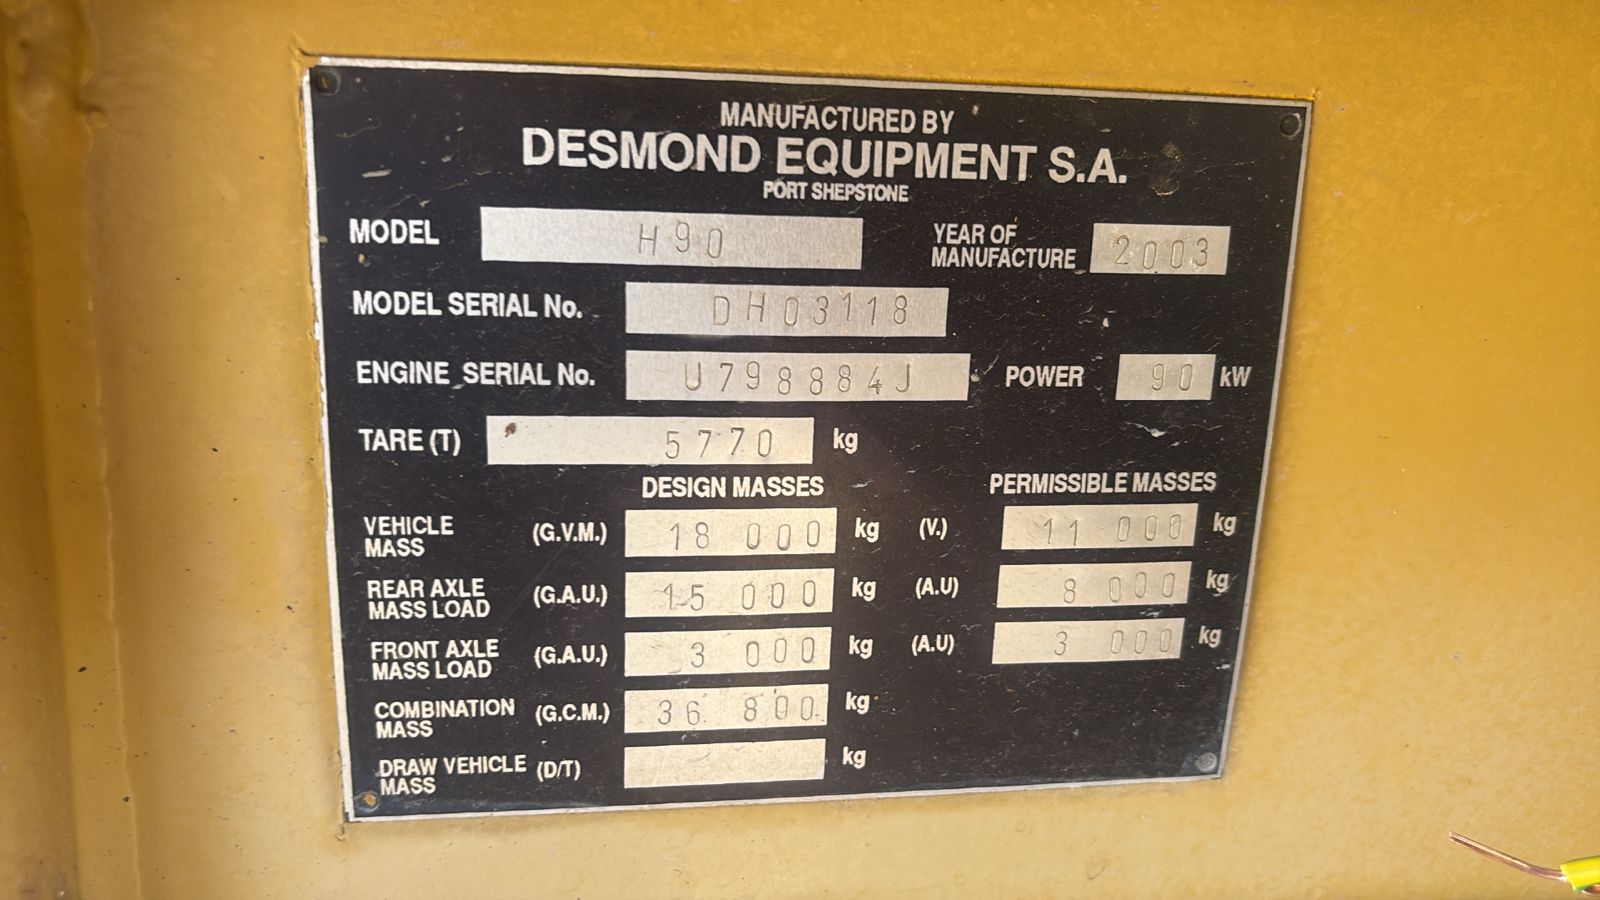 MANUFACTURED BY
DESMOND EQUIPMENT S.A.
PORT SHEPSTONE
MODEL H90 YEAR OF MANUFACTURE 2003
MODEL SERIAL No. DH03118
ENGINE SERIAL No. U798884J POWER 90 kW
TARE (T) 5770 kg
DESIGN MASSES PERMISSIBLE MASSES
VEHICLE MASS (G.V.M.) 18 000 kg (V.) 11 000 kg
REAR AXLE MASS LOAD (G.A.U.) 15 000 kg (A.U) 8 000 kg
FRONT AXLE MASS LOAD (G.A.U.) 3 000 kg (A.U) 3 000 kg
COMBINATION MASS (G.C.M.) 36 800 kg
DRAW VEHICLE MASS (D/T) kg